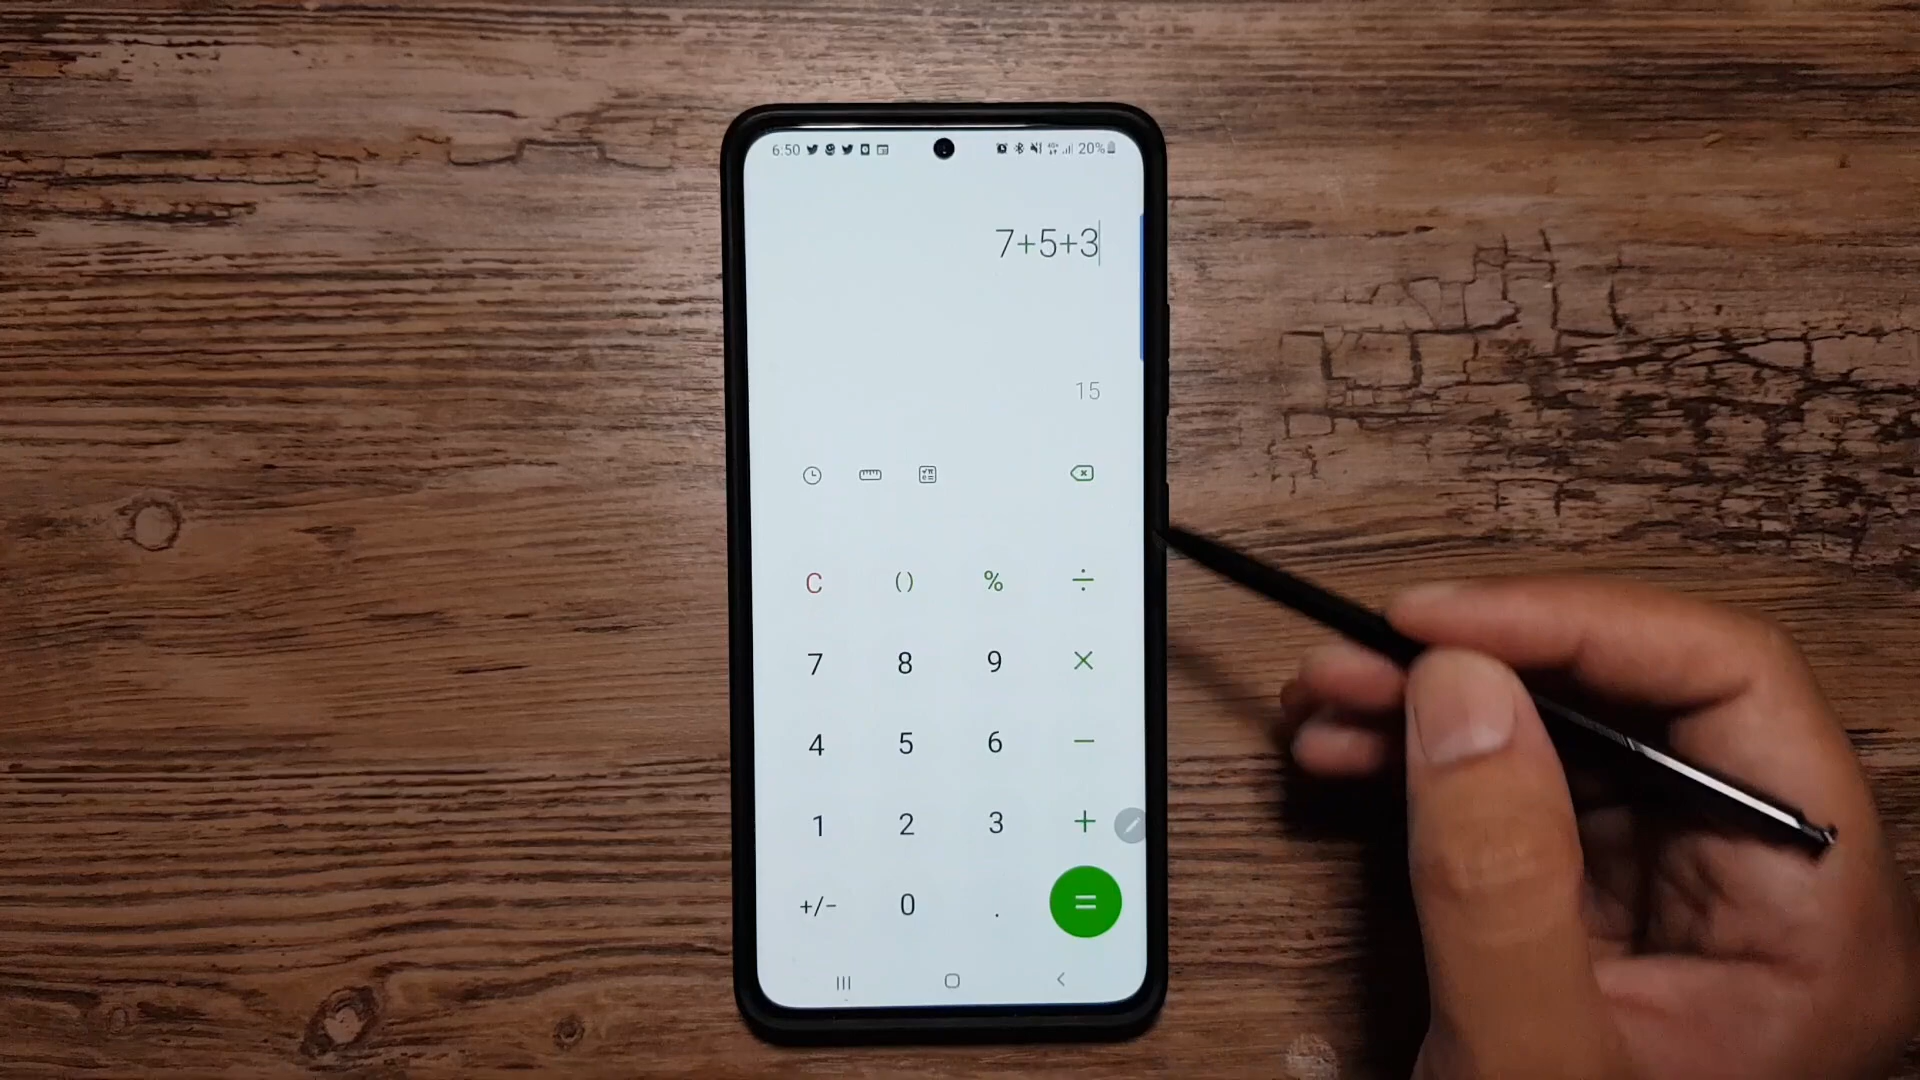 6:50 20%
7+5+3
15
C () % ÷
7 8 9 ×
4 5 6 −
1 2 3 +
+/− 0 . =